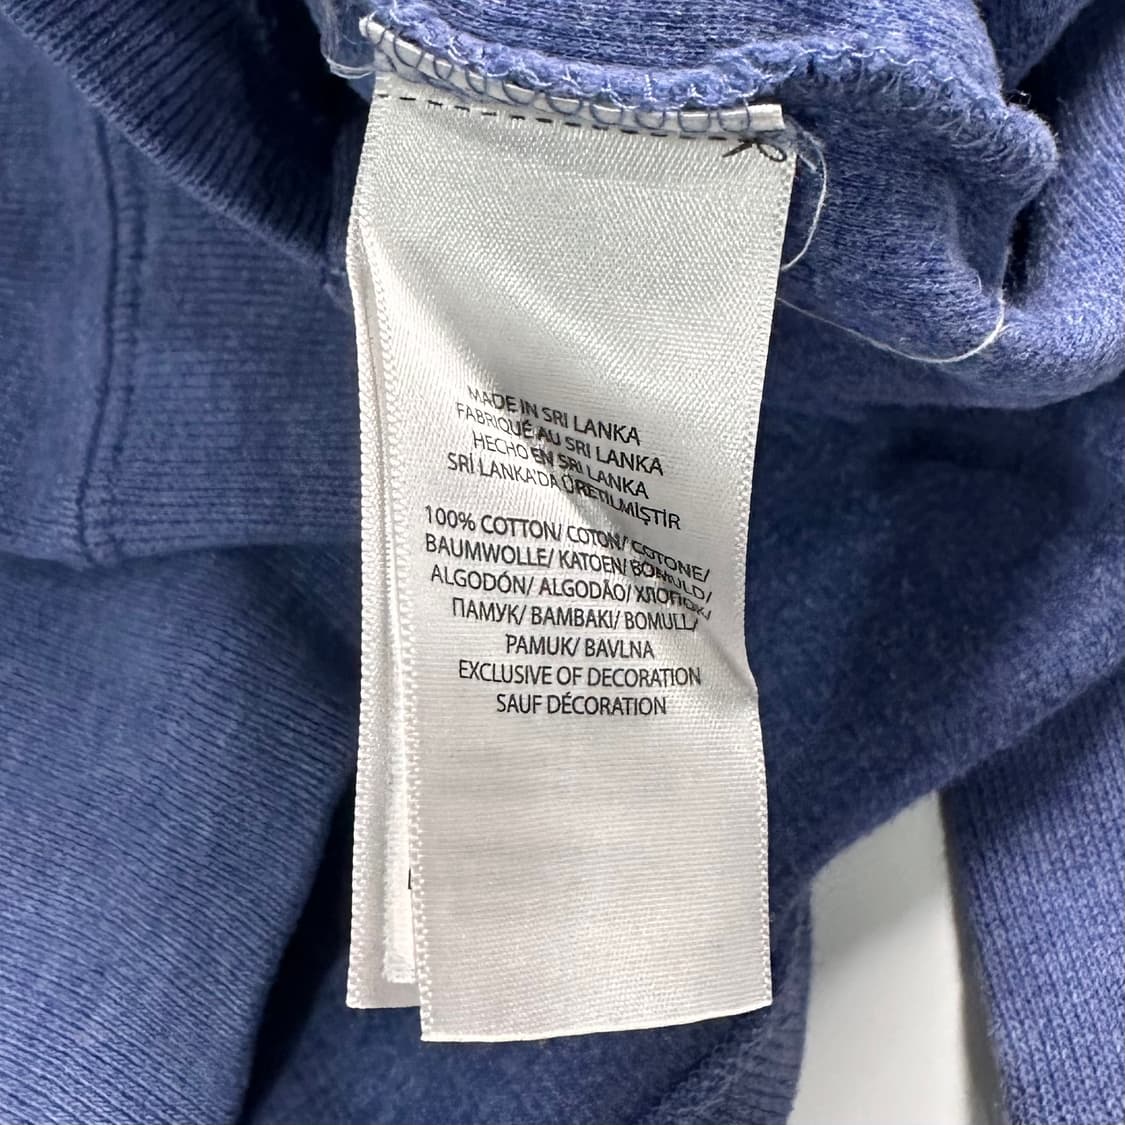 MADE IN SRI LANKA
FABRIQUÉ AU SRI LANKA
HECHO EN SRI LANKA
SRİ LANKA'DA ÜRETİLMİŞTİR
100% COTTON/ COTON/ COTONE/
BAUMWOLLE/ KATOEN/ BOMULD/
ALGODÓN/ ALGODÃO/ ХЛОПОК/
ПАМУК/ BAMBAKI/ BOMULL/
PAMUK/ BAVLNA
EXCLUSIVE OF DECORATION
SAUF DÉCORATION